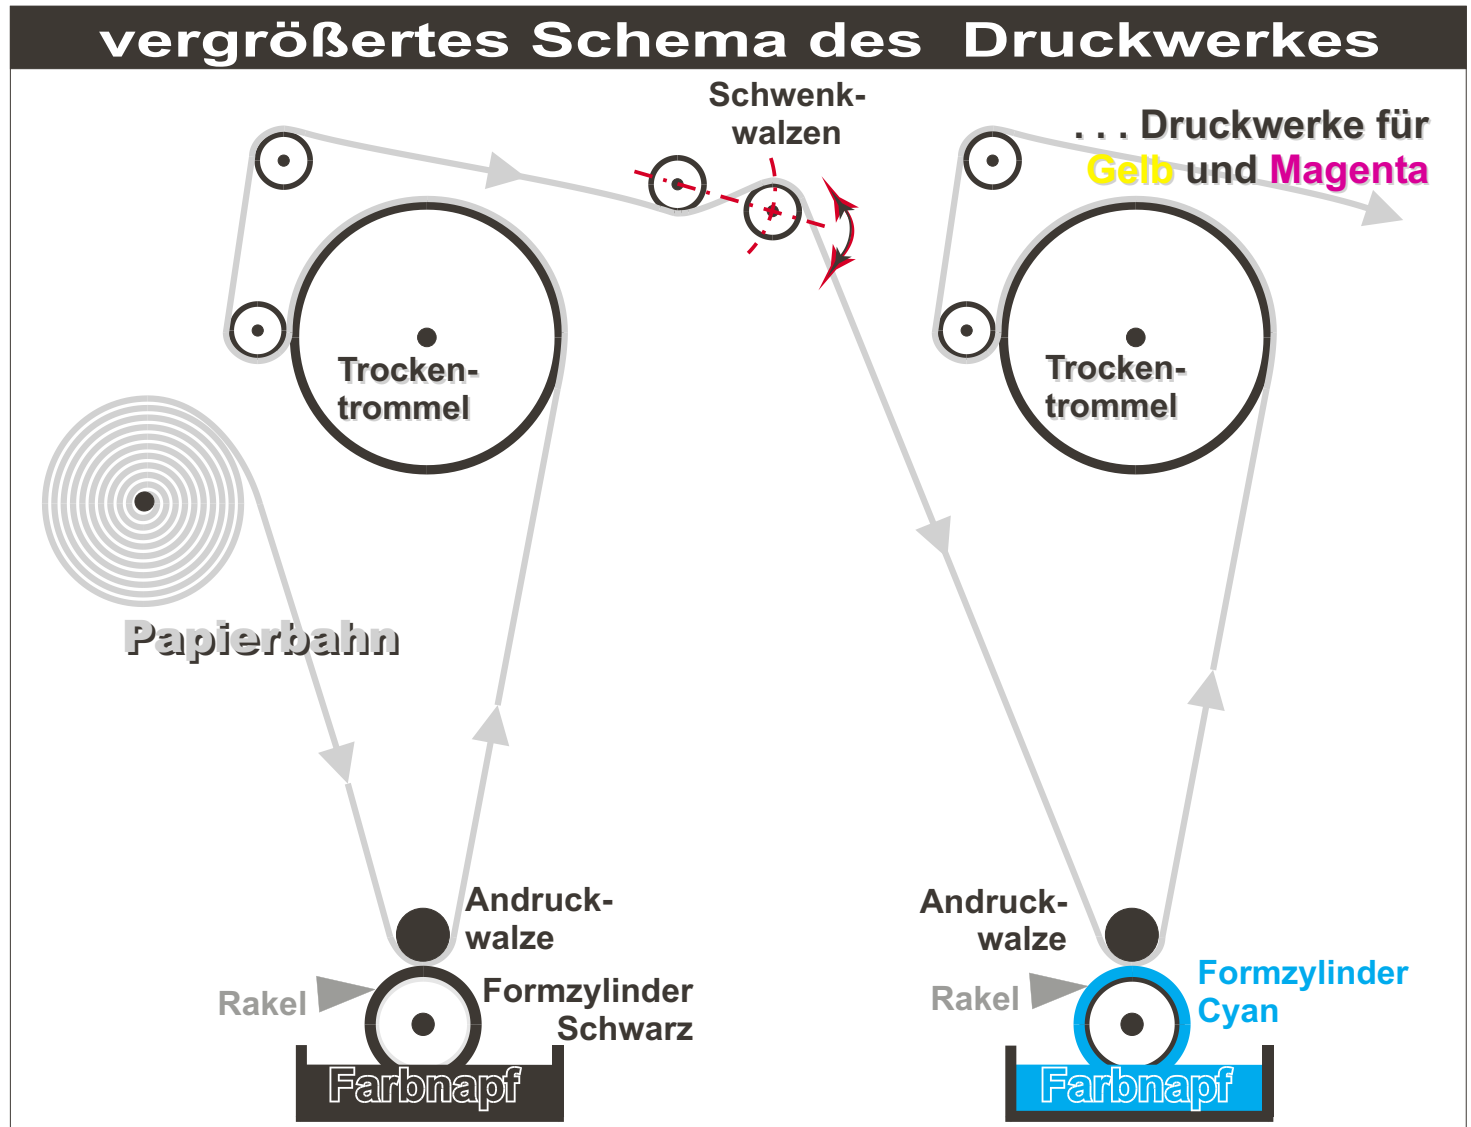 vergrößertes Schema des Druckwerkes
Schwenk-
walzen
. . . Druckwerke für
Gelb und Magenta
Trocken-
trommel
Trocken-
trommel
Papierbahn
Andruck-
walze
Andruck-
walze
Rakel
Formzylinder
Schwarz
Rakel
Formzylinder
Cyan
Farbnapf
Farbnapf